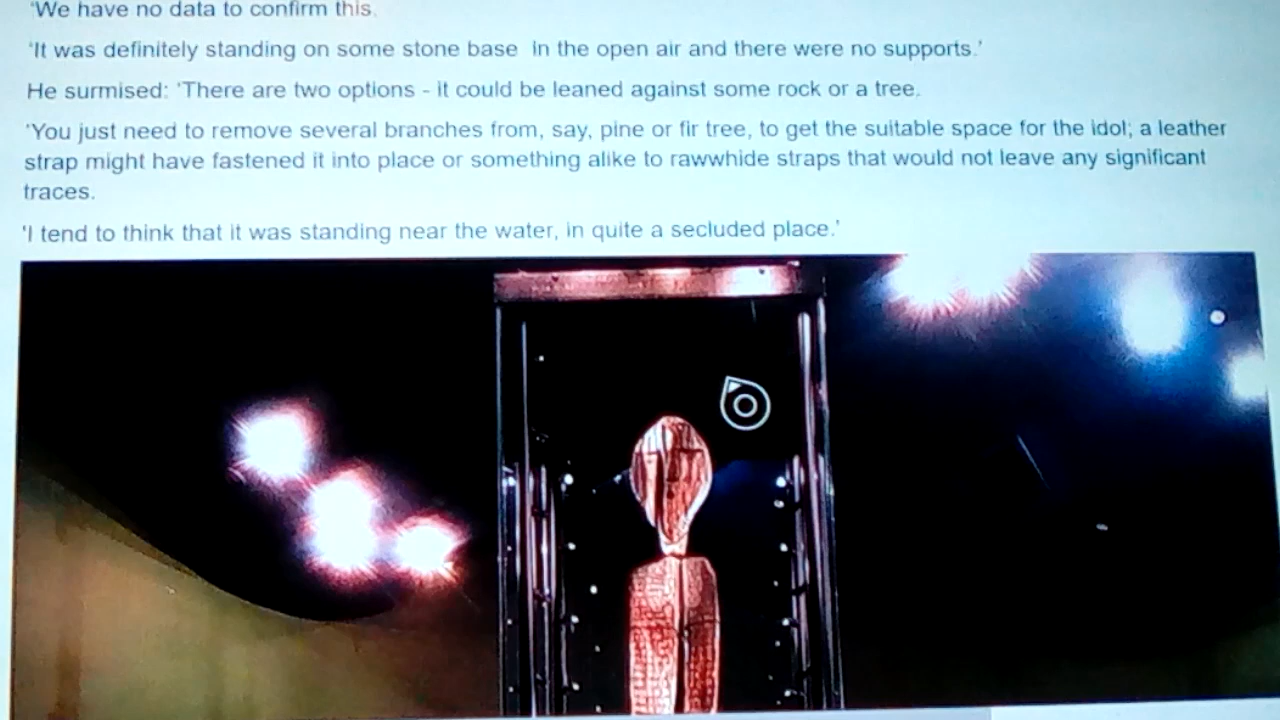 'We have no data to confirm this.
'It was definitely standing on some stone base in the open air and there were no supports.'
He surmised: 'There are two options - it could be leaned against some rock or a tree.
'You just need to remove several branches from, say, pine or fir tree, to get the suitable space for the idol; a leather
strap might have fastened it into place or something alike to rawwhide straps that would not leave any significant
traces.
'I tend to think that it was standing near the water, in quite a secluded place.'